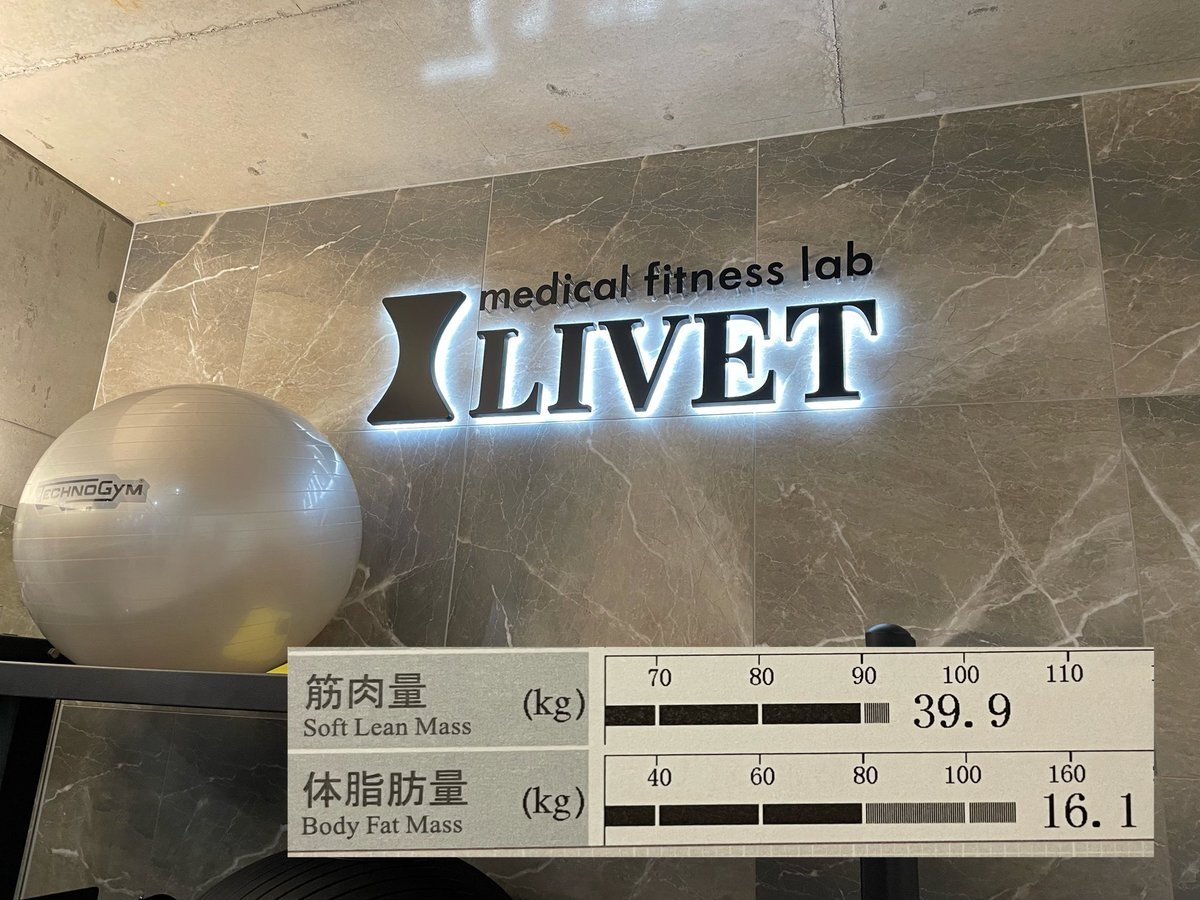 medical fitness lab
LIVET
TECHNOGYM
筋肉量
Soft Lean Mass
(kg)
70 80 90 100 110
39.9
体脂肪量
Body Fat Mass
(kg)
40 60 80 100 160
16.1